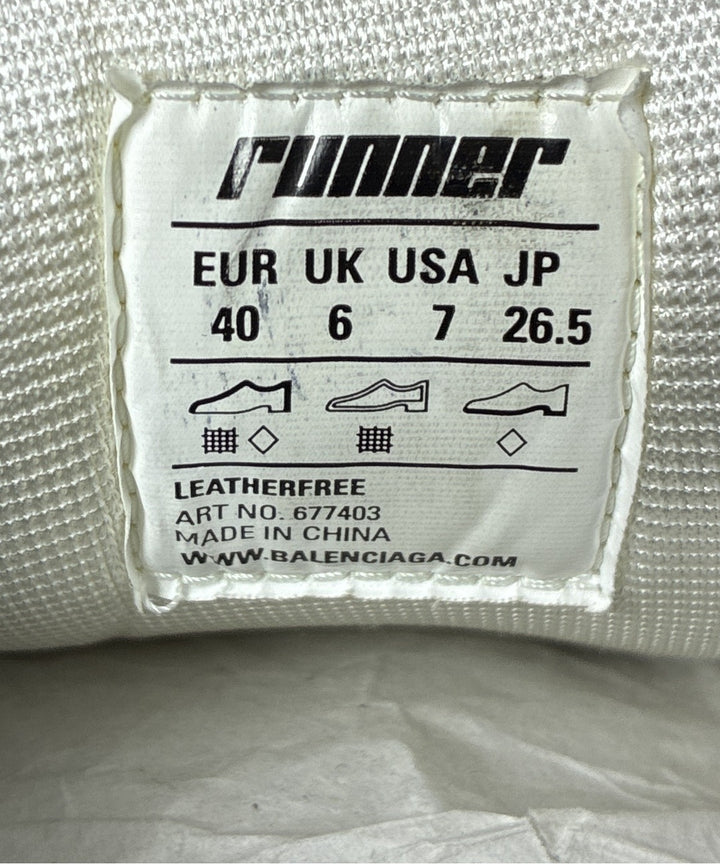 runner
EUR UK USA JP
40 6 7 26.5
LEATHERFREE
ART NO. 677403
MADE IN CHINA
WWW.BALENCIAGA.COM